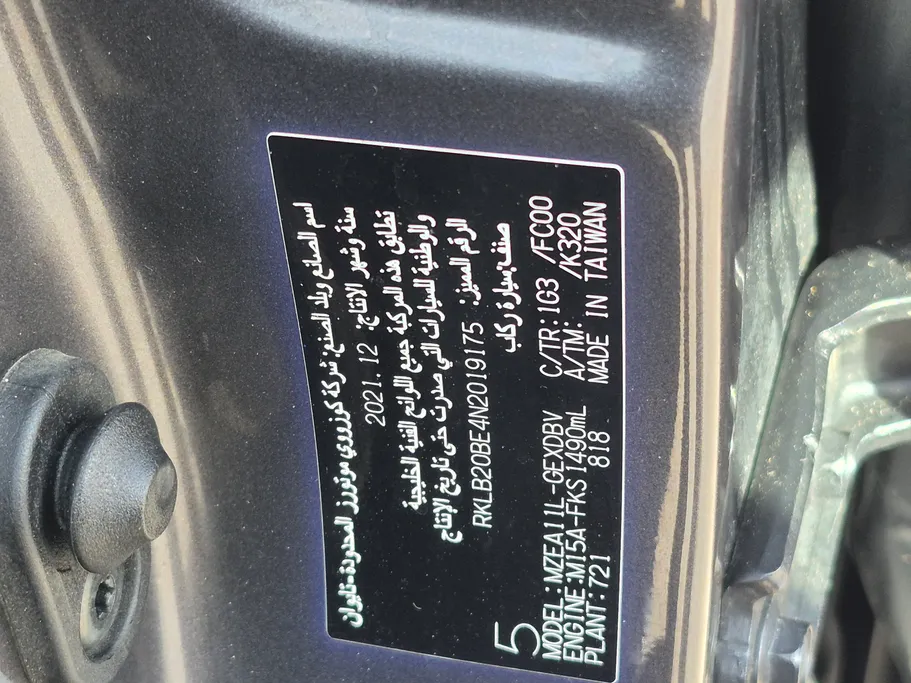 اسم الصانع وبلد الصنع: شركة كوزوي موتورز المحدودة-تايوان
سنة وشهر الإنتاج: 2021. 12
تطابق هذه المركبة جميع اللوائح الفنية الخليجية
والوطنية للسيارات التي صدرت حتى تاريخ الإنتاج
الرقم المميز: RKLB20BE4N2019175
صنف:سيارة ركاب
5
MODEL:MZEA11L-GEXDBV C/TR:1G3 /FC00
ENGINE:M15A-FKS 1490mL A/TM: /K320
PLANT:721 818 MADE IN TAIWAN